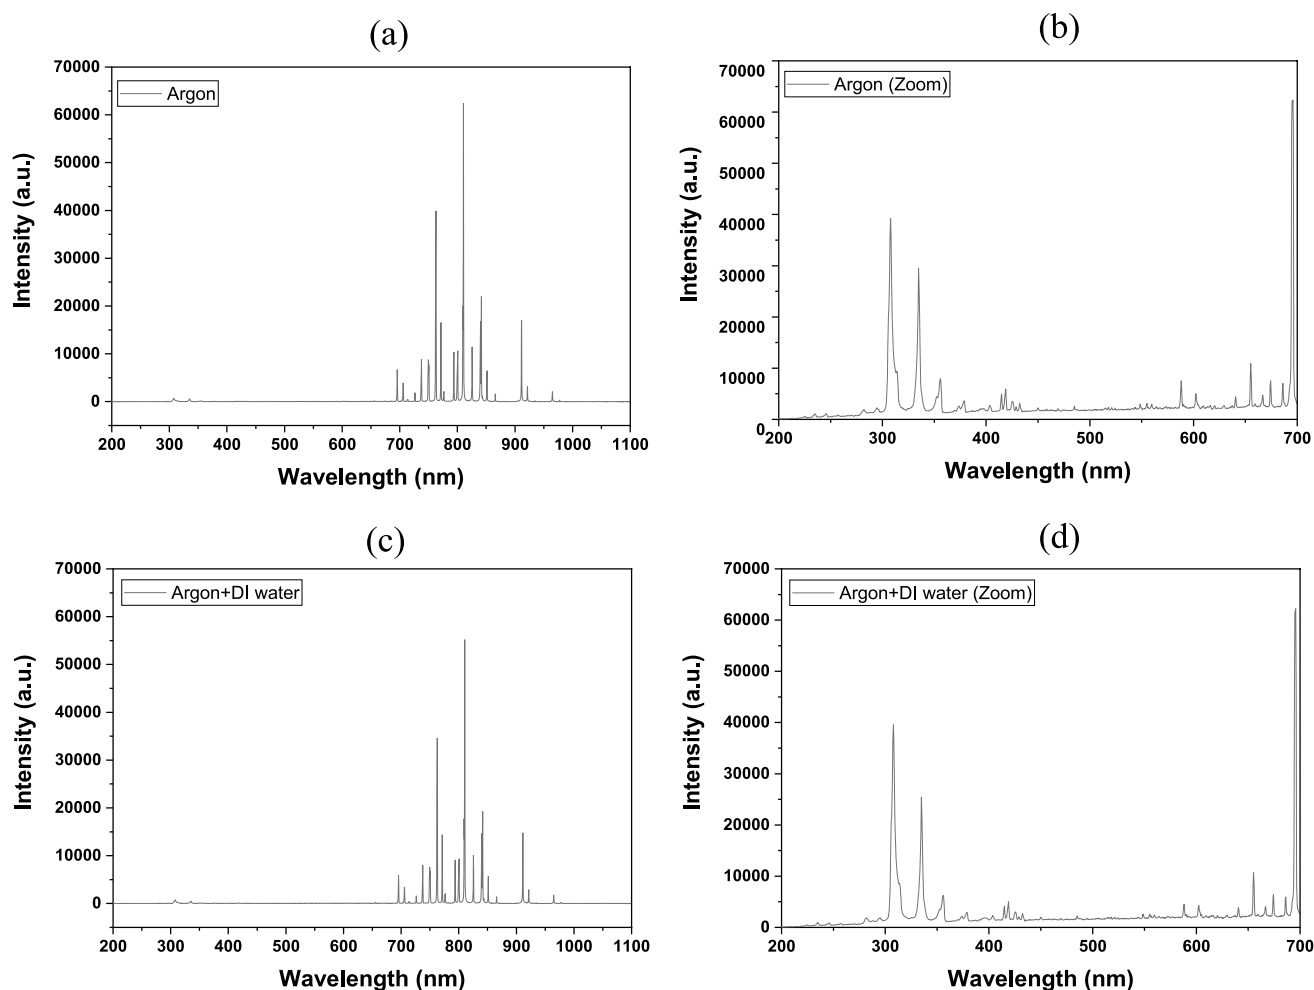 (a)
70000
60000
50000
40000
30000
20000
10000
0
Intensity (a.u.)
Argon
200 300 400 500 600 700 800 900 1000 1100
Wavelength (nm)
(b)
70000
60000
50000
40000
30000
20000
10000
0
Intensity (a.u.)
Argon (Zoom)
200 300 400 500 600 700
Wavelength (nm)
(c)
70000
60000
50000
40000
30000
20000
10000
0
Intensity (a.u.)
Argon+DI water
200 300 400 500 600 700 800 900 1000 1100
Wavelength (nm)
(d)
70000
60000
50000
40000
30000
20000
10000
0
Intensity (a.u.)
Argon+DI water (Zoom)
200 300 400 500 600 700
Wavelength (nm)